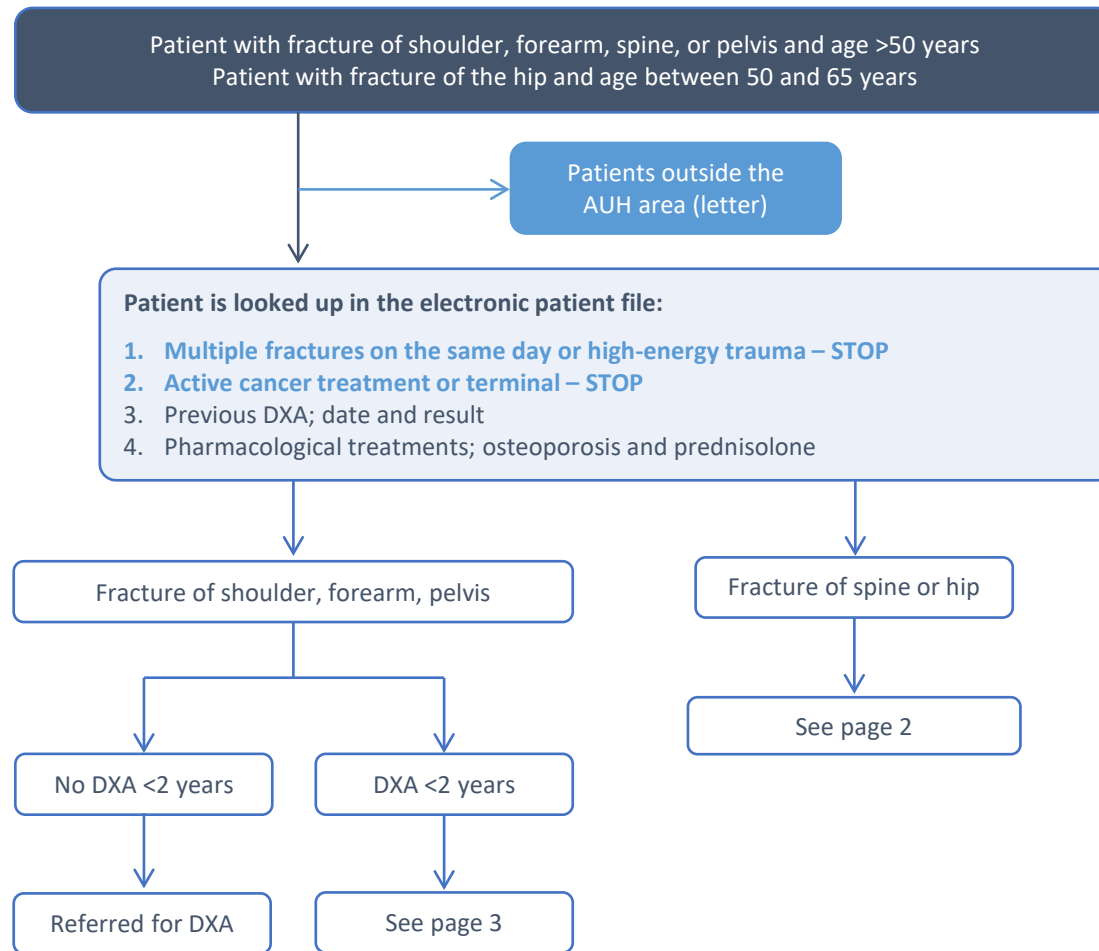 Patient with fracture of shoulder, forearm, spine, or pelvis and age >50 years
Patient with fracture of the hip and age between 50 and 65 years
Patients outside the
AUH area (letter)
Patient is looked up in the electronic patient file:
1. Multiple fractures on the same day or high-energy trauma – STOP
2. Active cancer treatment or terminal – STOP
3. Previous DXA; date and result
4. Pharmacological treatments; osteoporosis and prednisolone
Fracture of shoulder, forearm, pelvis
Fracture of spine or hip
See page 2
No DXA <2 years
DXA <2 years
Referred for DXA
See page 3